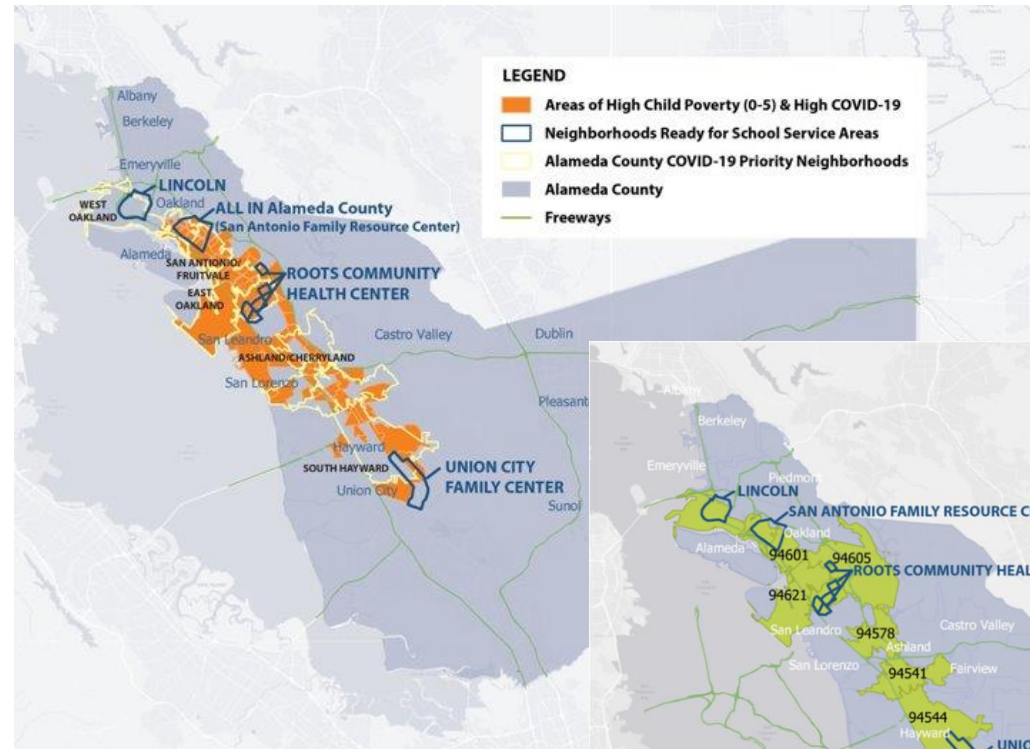 LEGEND
Areas of High Child Poverty (0-5) & High COVID-19
Neighborhoods Ready for School Service Areas
Alameda County COVID-19 Priority Neighborhoods
Alameda County
Freeways
Albany
Berkeley
Emeryville
LINCOLN
WEST
OAKLAND
Oakland
ALL IN Alameda County
(San Antonio Family Resource Center)
Alameda
SAN ANTIONIO/
FRUITVALE
ROOTS COMMUNITY
HEALTH CENTER
EAST
OAKLAND
San Leandro
Castro Valley
Dublin
ASHLAND/CHERRYLAND
San Lorenzo
Pleasant
Hayward
SOUTH HAYWARD
UNION CITY
FAMILY CENTER
Union City
Sunol
Albany
Berkeley
Emeryville
Piedmont
LINCOLN
SAN ANTONIO FAMILY RESOURCE C
Oakland
Alameda
94601
94605
ROOTS COMMUNITY HEAL
94621
San Leandro
94578
Castro Valley
Ashland
San Lorenzo
94541
Fairview
94544
Hayward
UNIO